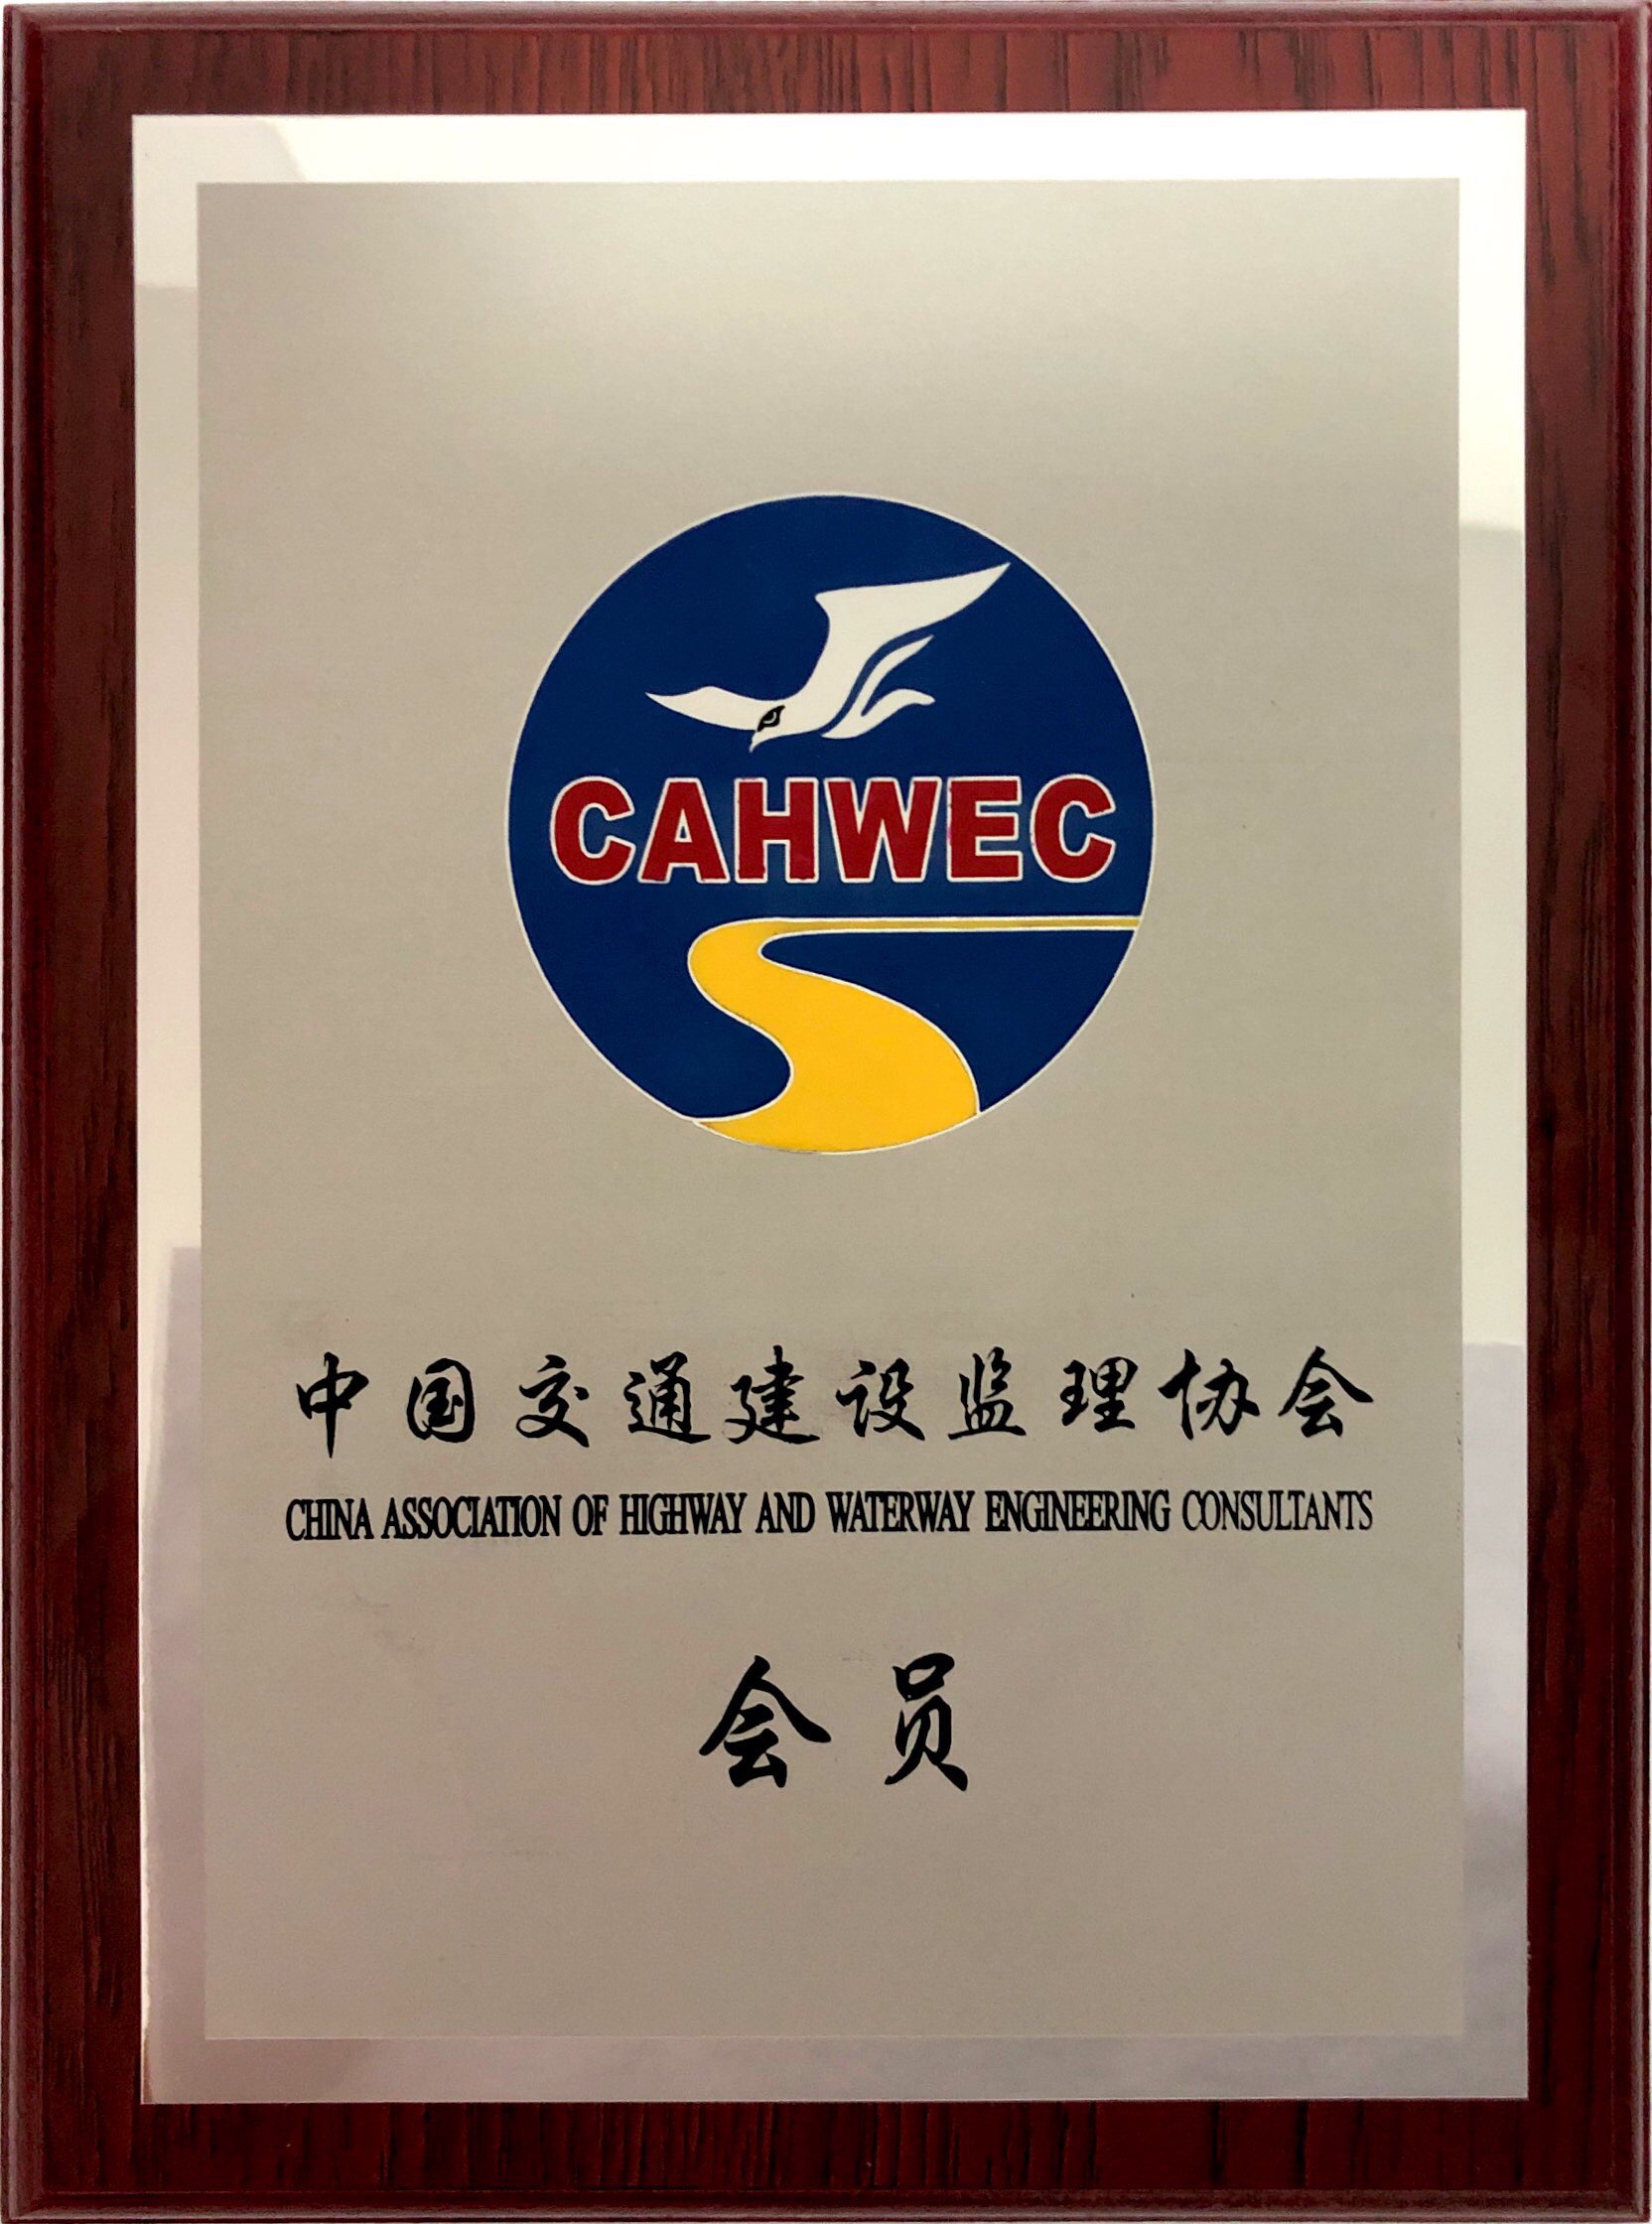 CAHWEC
中国交通建设监理协会
CHINA ASSOCIATION OF HIGHWAY AND WATERWAY ENGINEERING CONSULTANTS
会员